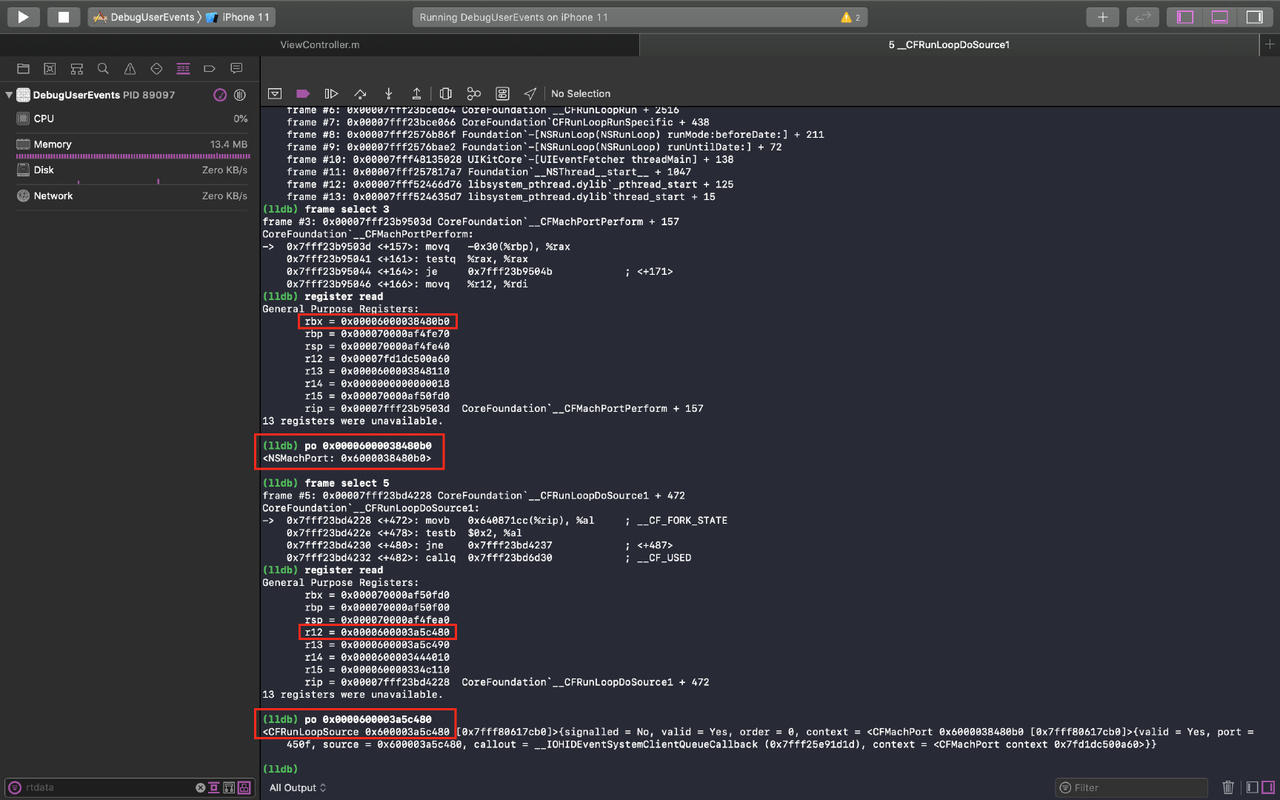 DebugUserEvents 〉 iPhone 11
Running DebugUserEvents on iPhone 11
2
ViewController.m
5 __CFRunLoopDoSource1
No Selection
DebugUserEvents PID 89097
CPU 0%
Memory 13.4 MB
Disk Zero KB/s
Network Zero KB/s
frame #6: 0x00007fff23bced64 CoreFoundation`__CFRunLoopRun + 2516
frame #7: 0x00007fff23bce066 CoreFoundation`CFRunLoopRunSpecific + 438
frame #8: 0x00007fff2576b86f Foundation`-[NSRunLoop(NSRunLoop) runMode:beforeDate:] + 211
frame #9: 0x00007fff2576bae2 Foundation`-[NSRunLoop(NSRunLoop) runUntilDate:] + 72
frame #10: 0x00007fff48135028 UIKitCore`-[UIEventFetcher threadMain] + 138
frame #11: 0x00007fff257817a7 Foundation`__NSThread__start__ + 1047
frame #12: 0x00007fff52466d76 libsystem_pthread.dylib`_pthread_start + 125
frame #13: 0x00007fff524635d7 libsystem_pthread.dylib`thread_start + 15
(lldb) frame select 3
frame #3: 0x00007fff23b9503d CoreFoundation`__CFMachPortPerform + 157
CoreFoundation`__CFMachPortPerform:
-> 0x7fff23b9503d <+157>: movq -0x30(%rbp), %rax
0x7fff23b95041 <+161>: testq %rax, %rax
0x7fff23b95044 <+164>: je 0x7fff23b9504b ; <+171>
0x7fff23b95046 <+166>: movq %r12, %rdi
(lldb) register read
General Purpose Registers:
rbx = 0x00006000038480b0
rbp = 0x000070000af4fe70
rsp = 0x000070000af4fe40
r12 = 0x00007fd1dc500a60
r13 = 0x0000600003848110
r14 = 0x0000000000000018
r15 = 0x000070000af50fd0
rip = 0x00007fff23b9503d CoreFoundation`__CFMachPortPerform + 157
13 registers were unavailable.
(lldb) po 0x00006000038480b0
<NSMachPort: 0x6000038480b0>
(lldb) frame select 5
frame #5: 0x00007fff23bd4228 CoreFoundation`__CFRunLoopDoSource1 + 472
CoreFoundation`__CFRunLoopDoSource1:
-> 0x7fff23bd4228 <+472>: movb 0x640871cc(%rip), %al ; __CF_FORK_STATE
0x7fff23bd422e <+478>: testb $0x2, %al
0x7fff23bd4230 <+480>: jne 0x7fff23bd4237 ; <+487>
0x7fff23bd4232 <+482>: callq 0x7fff23bd6d30 ; __CF_USED
(lldb) register read
General Purpose Registers:
rbx = 0x000070000af50fd0
rbp = 0x000070000af50f00
rsp = 0x000070000af4fea0
r12 = 0x0000600003a5c480
r13 = 0x0000600003a5c490
r14 = 0x0000600003444010
r15 = 0x000060000334c110
rip = 0x00007fff23bd4228 CoreFoundation`__CFRunLoopDoSource1 + 472
13 registers were unavailable.
(lldb) po 0x0000600003a5c480
<CFRunLoopSource 0x600003a5c480 [0x7fff80617cb0]>{signalled = No, valid = Yes, order = 0, context = <CFMachPort 0x6000038480b0 [0x7fff80617cb0]>{valid = Yes, port =
450f, source = 0x600003a5c480, callout = __IOHIDEventSystemClientQueueCallback (0x7fff25e91d1d), context = <CFMachPort context 0x7fd1dc500a60>}}
(lldb)
rtdata
All Output
Filter